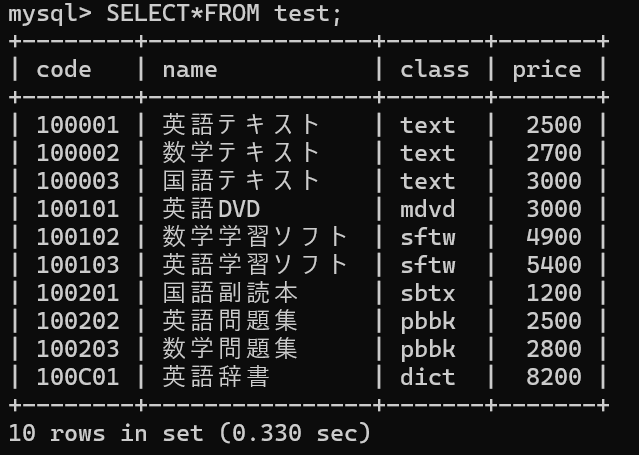 mysql> SELECT*FROM test;
+--------+-----------------+-------+-------+
| code   | name            | class | price |
+--------+-----------------+-------+-------+
| 100001 | 英語テキスト    | text  |  2500 |
| 100002 | 数学テキスト    | text  |  2700 |
| 100003 | 国語テキスト    | text  |  3000 |
| 100101 | 英語DVD         | mdvd  |  3000 |
| 100102 | 数学学習ソフト  | sftw  |  4900 |
| 100103 | 英語学習ソフト  | sftw  |  5400 |
| 100201 | 国語副読本      | sbtx  |  1200 |
| 100202 | 英語問題集      | pbbk  |  2500 |
| 100203 | 数学問題集      | pbbk  |  2800 |
| 100C01 | 英語辞書        | dict  |  8200 |
+--------+-----------------+-------+-------+
10 rows in set (0.330 sec)